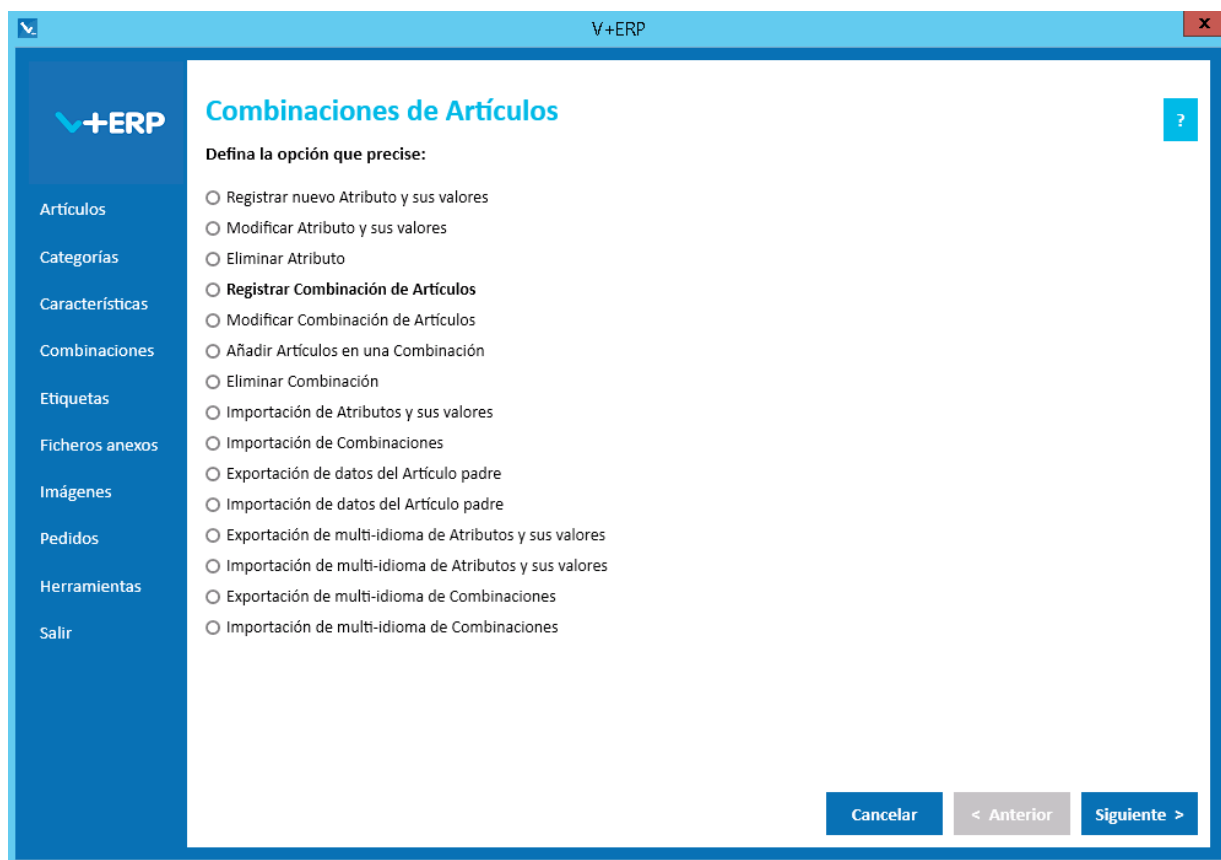 V+ERP
x
V+ERP
Combinaciones de Artículos
?
Defina la opción que precise:
Artículos
Categorías
Características
Combinaciones
Etiquetas
Ficheros anexos
Imágenes
Pedidos
Herramientas
Salir
Registrar nuevo Atributo y sus valores
Modificar Atributo y sus valores
Eliminar Atributo
Registrar Combinación de Artículos
Modificar Combinación de Artículos
Añadir Artículos en una Combinación
Eliminar Combinación
Importación de Atributos y sus valores
Importación de Combinaciones
Exportación de datos del Artículo padre
Importación de datos del Artículo padre
Exportación de multi-idioma de Atributos y sus valores
Importación de multi-idioma de Atributos y sus valores
Exportación de multi-idioma de Combinaciones
Importación de multi-idioma de Combinaciones
Cancelar
< Anterior
Siguiente >